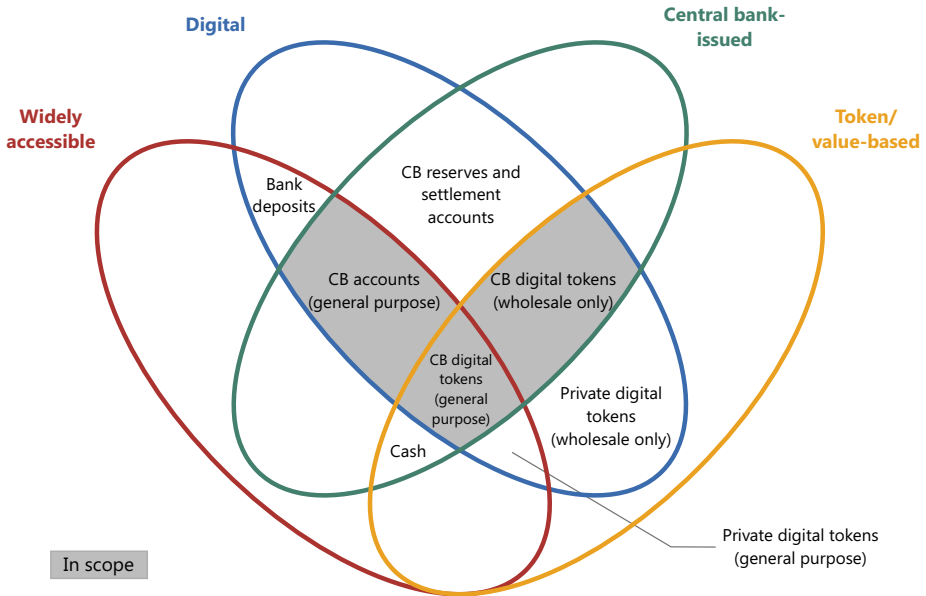 Digital
Central bank-
issued
Widely
accessible
Token/
value-based
Bank
deposits
CB reserves and
settlement
accounts
CB accounts
(general purpose)
CB digital tokens
(wholesale only)
CB digital
tokens
(general
purpose)
Private digital
tokens
(wholesale only)
Cash
Private digital tokens
(general purpose)
In scope